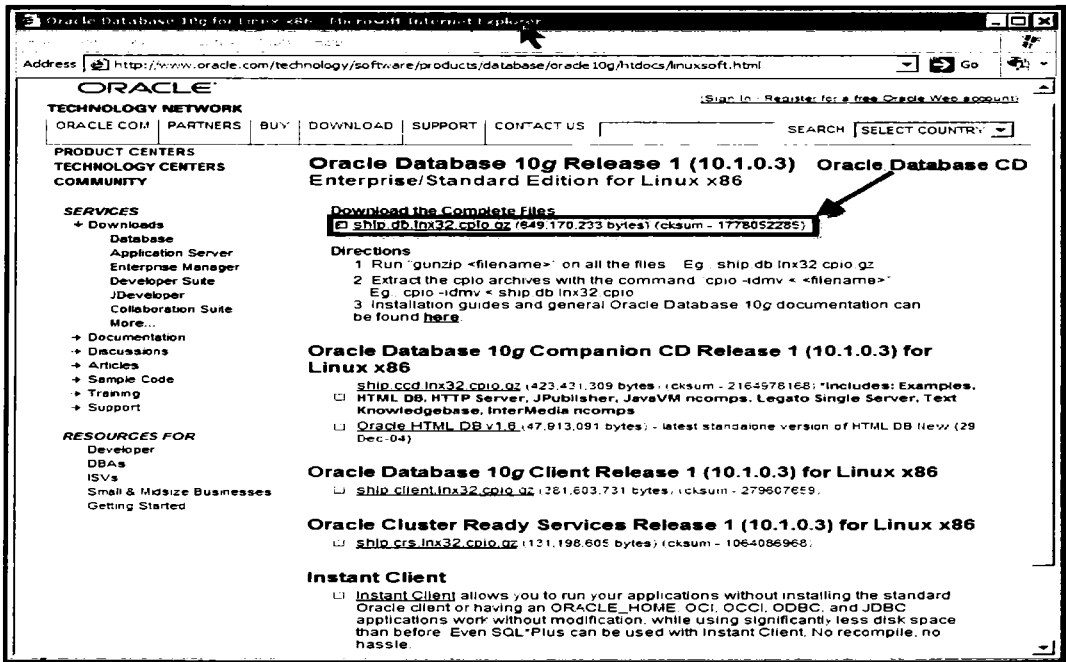 Oracle Database 10g for Linux x86 - Microsoft Internet Explorer
Address http://www.oracle.com/technology/software/products/database/oracle10g/htdocs/linuxsoft.html Go
ORACLE
TECHNOLOGY NETWORK
(Sign In - Register for a free Oracle Web account)
ORACLE.COM PARTNERS BUY DOWNLOAD SUPPORT CONTACT US SEARCH SELECT COUNTRY
PRODUCT CENTERS
TECHNOLOGY CENTERS
COMMUNITY
SERVICES
Downloads
Database
Application Server
Enterprise Manager
Developer Suite
JDeveloper
Collaboration Suite
More...
Documentation
Discussions
Articles
Sample Code
Training
Support
RESOURCES FOR
Developer
DBAs
ISVs
Small & Midsize Businesses
Getting Started
Oracle Database 10g Release 1 (10.1.0.3)
Enterprise/Standard Edition for Linux x86
Oracle Database CD
Download the Complete Files
ship.db.lnx32.cpio.gz (649,170,233 bytes) (cksum - 1778052285)
Directions
1 Run "gunzip <filename>" on all the files. Eg. ship.db.lnx32.cpio.gz
2 Extract the cpio archives with the command "cpio -idmv < <filename>"
Eg. cpio -idmv < ship.db.lnx32.cpio
3 Installation guides and general Oracle Database 10g documentation can
be found here.
Oracle Database 10g Companion CD Release 1 (10.1.0.3) for
Linux x86
ship.ccd.lnx32.cpio.gz (423,431,309 bytes) (cksum - 2164978168) *Includes: Examples,
HTML DB, HTTP Server, JPublisher, JavaVM ncomps, Legato Single Server, Text
Knowledgebase, InterMedia ncomps
Oracle HTML DB v1.6 (47,913,091 bytes) - latest standalone version of HTML DB New (29
Dec-04)
Oracle Database 10g Client Release 1 (10.1.0.3) for Linux x86
ship.client.lnx32.cpio.gz (381,603,731 bytes) (cksum - 279607659)
Oracle Cluster Ready Services Release 1 (10.1.0.3) for Linux x86
ship.crs.lnx32.cpio.gz (131,198,605 bytes) (cksum - 1064086968)
Instant Client
Instant Client allows you to run your applications without installing the standard
Oracle client or having an ORACLE_HOME. OCI, OCCI, ODBC, and JDBC
applications work without modification, while using significantly less disk space
than before. Even SQL*Plus can be used with Instant Client. No recompile, no
hassle.